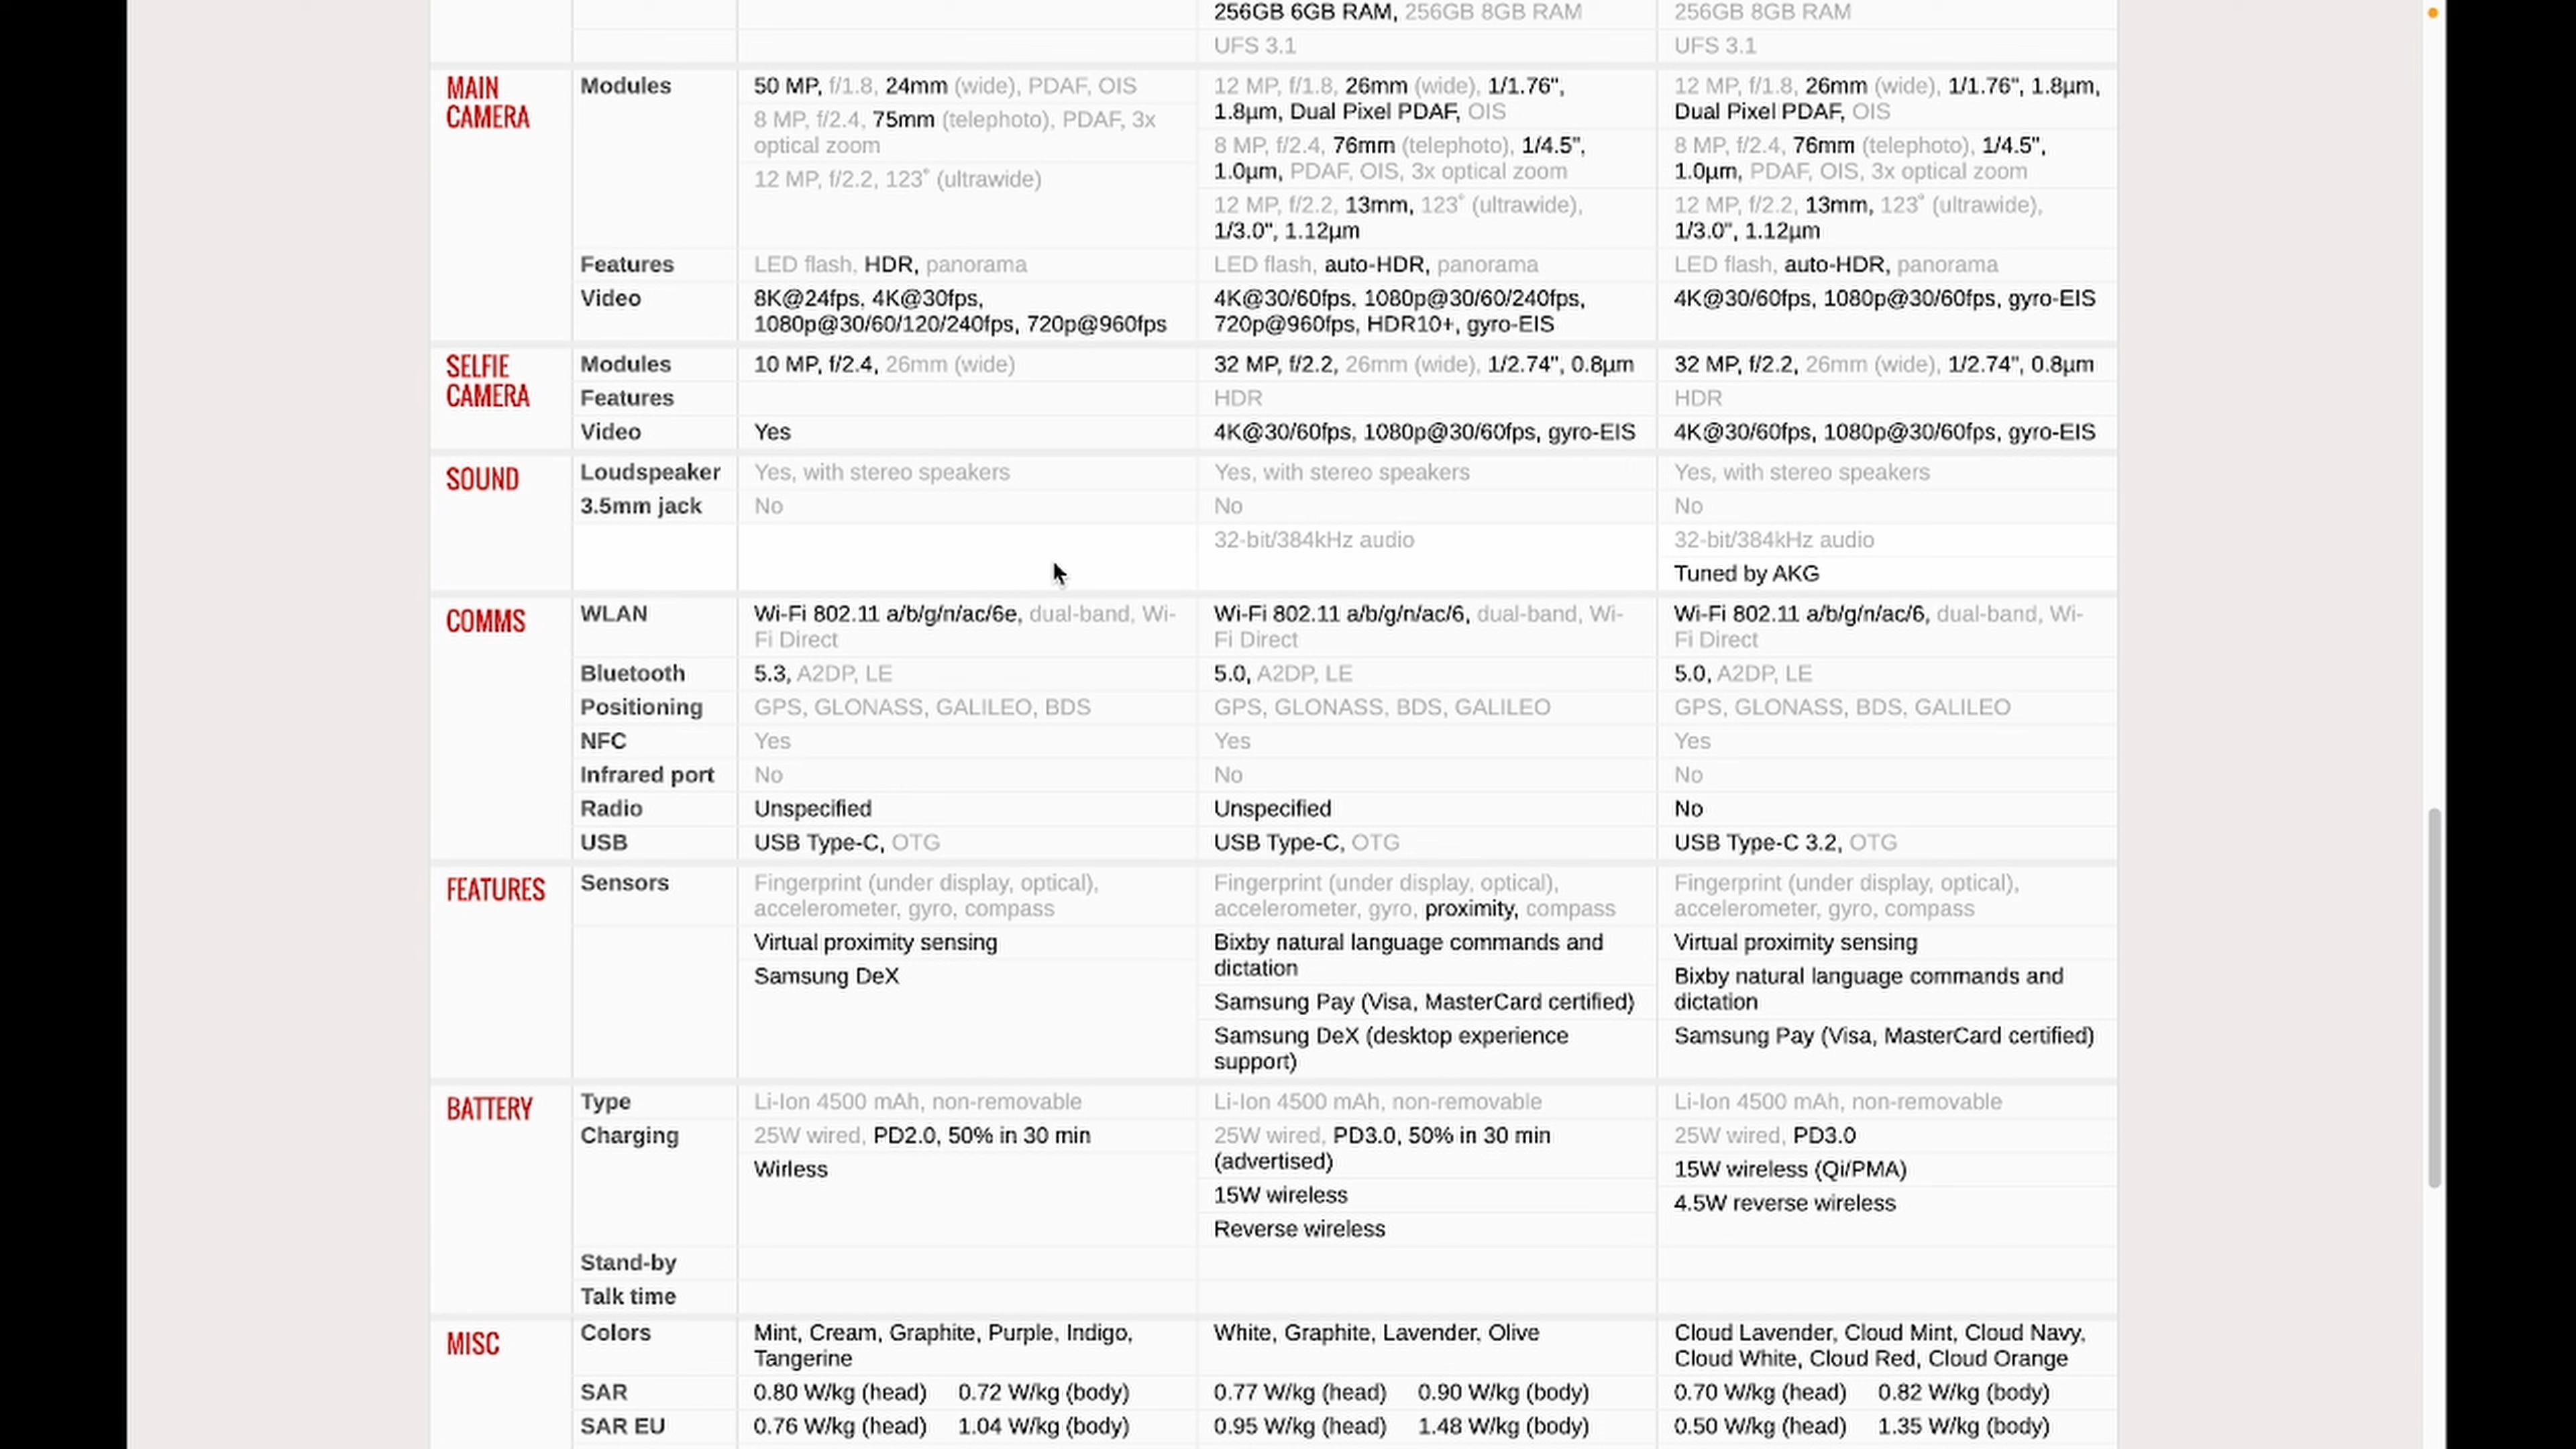 256GB 6GB RAM, 256GB 8GB RAM
256GB 8GB RAM
UFS 3.1
UFS 3.1
MAIN
CAMERA
Modules
50 MP, f/1.8, 24mm (wide), PDAF, OIS
8 MP, f/2.4, 75mm (telephoto), PDAF, 3x
optical zoom
12 MP, f/2.2, 123˚ (ultrawide)
12 MP, f/1.8, 26mm (wide), 1/1.76",
1.8µm, Dual Pixel PDAF, OIS
8 MP, f/2.4, 76mm (telephoto), 1/4.5",
1.0µm, PDAF, OIS, 3x optical zoom
12 MP, f/2.2, 13mm, 123˚ (ultrawide),
1/3.0", 1.12µm
12 MP, f/1.8, 26mm (wide), 1/1.76", 1.8µm,
Dual Pixel PDAF, OIS
8 MP, f/2.4, 76mm (telephoto), 1/4.5",
1.0µm, PDAF, OIS, 3x optical zoom
12 MP, f/2.2, 13mm, 123˚ (ultrawide),
1/3.0", 1.12µm
Features
LED flash, HDR, panorama
LED flash, auto-HDR, panorama
LED flash, auto-HDR, panorama
Video
8K@24fps, 4K@30fps,
1080p@30/60/120/240fps, 720p@960fps
4K@30/60fps, 1080p@30/60/240fps,
720p@960fps, HDR10+, gyro-EIS
4K@30/60fps, 1080p@30/60fps, gyro-EIS
SELFIE
CAMERA
Modules
10 MP, f/2.4, 26mm (wide)
32 MP, f/2.2, 26mm (wide), 1/2.74", 0.8µm
32 MP, f/2.2, 26mm (wide), 1/2.74", 0.8µm
Features
HDR
HDR
Video
Yes
4K@30/60fps, 1080p@30/60fps, gyro-EIS
4K@30/60fps, 1080p@30/60fps, gyro-EIS
SOUND
Loudspeaker
Yes, with stereo speakers
Yes, with stereo speakers
Yes, with stereo speakers
3.5mm jack
No
No
No
32-bit/384kHz audio
32-bit/384kHz audio
Tuned by AKG
COMMS
WLAN
Wi-Fi 802.11 a/b/g/n/ac/6e, dual-band, Wi-
Fi Direct
Wi-Fi 802.11 a/b/g/n/ac/6, dual-band, Wi-
Fi Direct
Wi-Fi 802.11 a/b/g/n/ac/6, dual-band, Wi-
Fi Direct
Bluetooth
5.3, A2DP, LE
5.0, A2DP, LE
5.0, A2DP, LE
Positioning
GPS, GLONASS, GALILEO, BDS
GPS, GLONASS, BDS, GALILEO
GPS, GLONASS, BDS, GALILEO
NFC
Yes
Yes
Yes
Infrared port
No
No
No
Radio
Unspecified
Unspecified
No
USB
USB Type-C, OTG
USB Type-C, OTG
USB Type-C 3.2, OTG
FEATURES
Sensors
Fingerprint (under display, optical),
accelerometer, gyro, compass
Fingerprint (under display, optical),
accelerometer, gyro, proximity, compass
Fingerprint (under display, optical),
accelerometer, gyro, compass
Virtual proximity sensing
Samsung DeX
Bixby natural language commands and
dictation
Samsung Pay (Visa, MasterCard certified)
Samsung DeX (desktop experience
support)
Virtual proximity sensing
Bixby natural language commands and
dictation
Samsung Pay (Visa, MasterCard certified)
BATTERY
Type
Li-Ion 4500 mAh, non-removable
Li-Ion 4500 mAh, non-removable
Li-Ion 4500 mAh, non-removable
Charging
25W wired, PD2.0, 50% in 30 min
Wirless
25W wired, PD3.0, 50% in 30 min
(advertised)
15W wireless
Reverse wireless
25W wired, PD3.0
15W wireless (Qi/PMA)
4.5W reverse wireless
Stand-by
Talk time
MISC
Colors
Mint, Cream, Graphite, Purple, Indigo,
Tangerine
White, Graphite, Lavender, Olive
Cloud Lavender, Cloud Mint, Cloud Navy,
Cloud White, Cloud Red, Cloud Orange
SAR
0.80 W/kg (head) 0.72 W/kg (body)
0.77 W/kg (head) 0.90 W/kg (body)
0.70 W/kg (head) 0.82 W/kg (body)
SAR EU
0.76 W/kg (head) 1.04 W/kg (body)
0.95 W/kg (head) 1.48 W/kg (body)
0.50 W/kg (head) 1.35 W/kg (body)